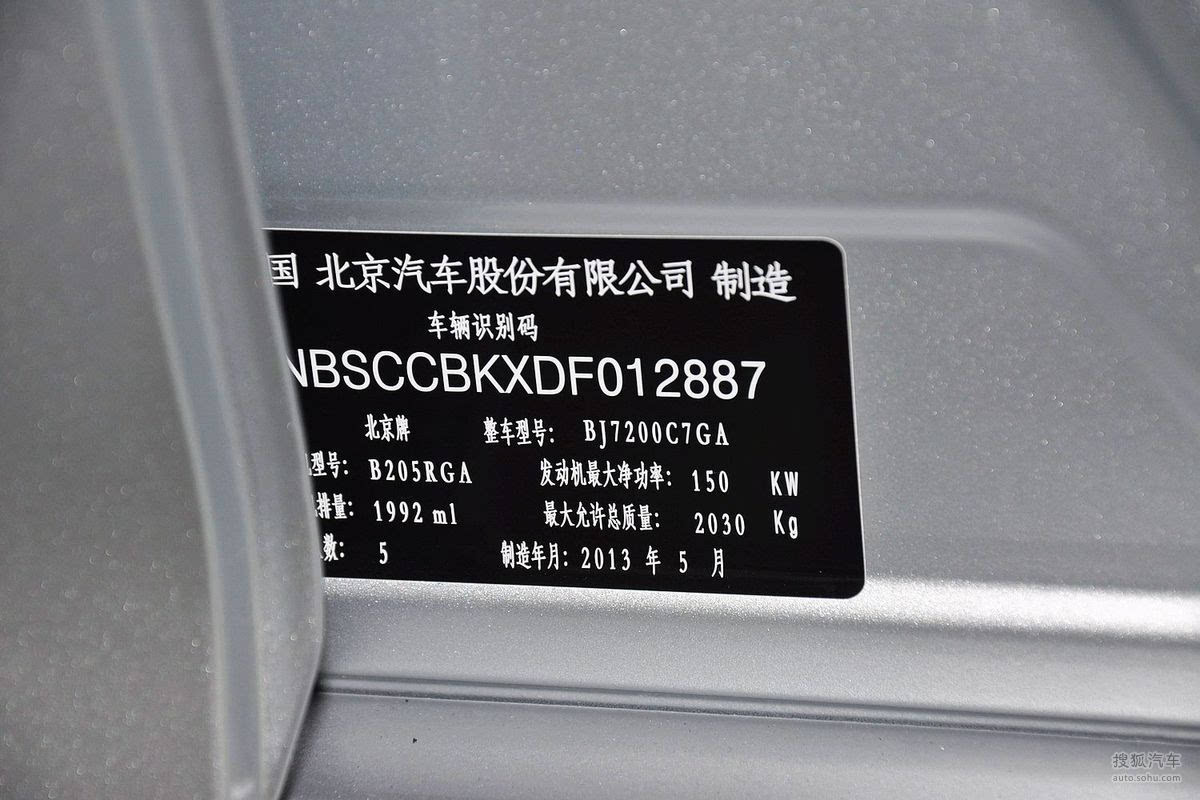 国 北京汽车股份有限公司 制造
车辆识别码
NBSCCBKXDF012887
北京牌 整车型号: BJ7200C7GA
机型号: B205RGA 发动机最大净功率: 150 KW
排量: 1992 ml 最大允许总质量: 2030 Kg
数: 5 制造年月: 2013 年 5 月
搜狐汽车
auto.sohu.com